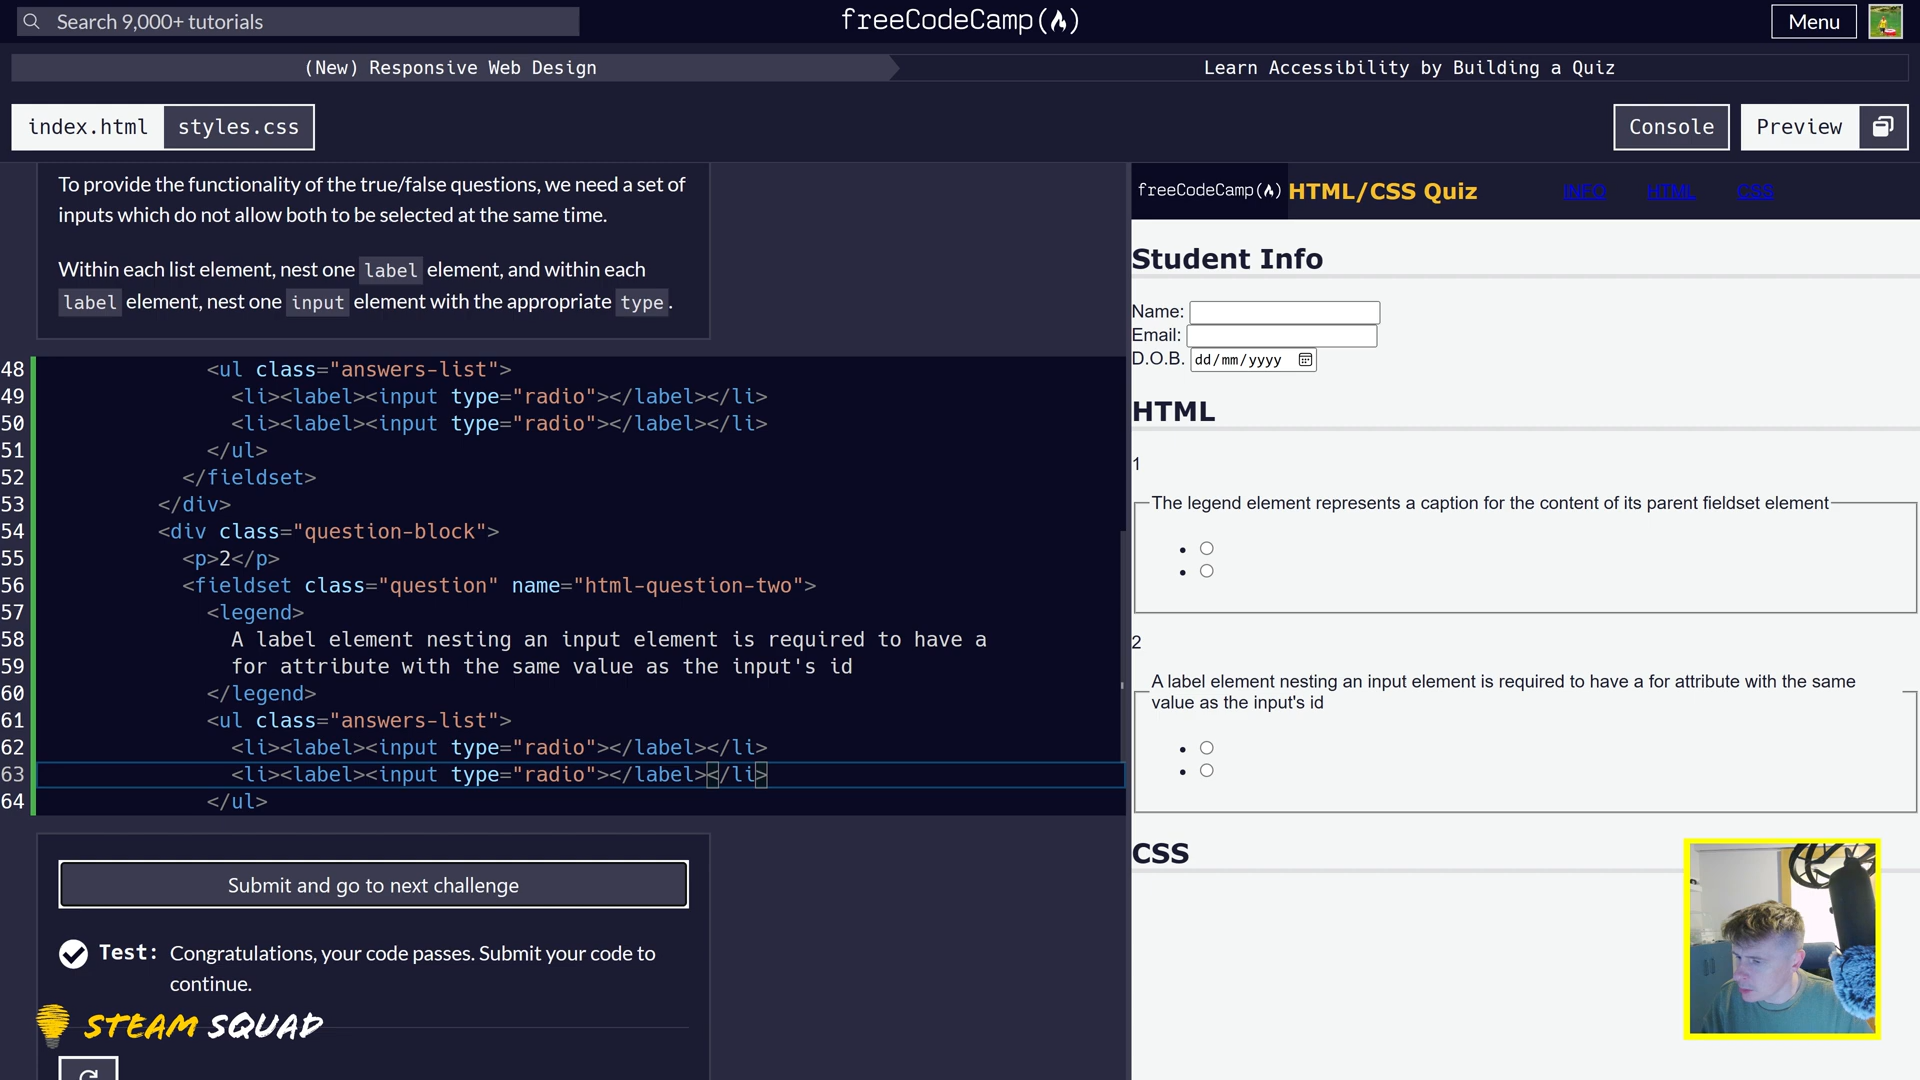 Search 9,000+ tutorials
freeCodeCamp
Menu
(New) Responsive Web Design
Learn Accessibility by Building a Quiz
index.html
styles.css
Console
Preview
To provide the functionality of the true/false questions, we need a set of
inputs which do not allow both to be selected at the same time.
Within each list element, nest one label element, and within each
label element, nest one input element with the appropriate type.
48 <ul class="answers-list">
49 <li><label><input type="radio"></label></li>
50 <li><label><input type="radio"></label></li>
51 </ul>
52 </fieldset>
53 </div>
54 <div class="question-block">
55 <p>2</p>
56 <fieldset class="question" name="html-question-two">
57 <legend>
58 A label element nesting an input element is required to have a
59 for attribute with the same value as the input's id
60 </legend>
61 <ul class="answers-list">
62 <li><label><input type="radio"></label></li>
63 <li><label><input type="radio"></label></li>
64 </ul>
Submit and go to next challenge
Test: Congratulations, your code passes. Submit your code to
continue.
STEAM SQUAD
freeCodeCamp
HTML/CSS Quiz
INFO
HTML
CSS
Student Info
Name:
Email:
D.O.B. dd/mm/yyyy
HTML
1
The legend element represents a caption for the content of its parent fieldset element
2
A label element nesting an input element is required to have a for attribute with the same
value as the input's id
CSS